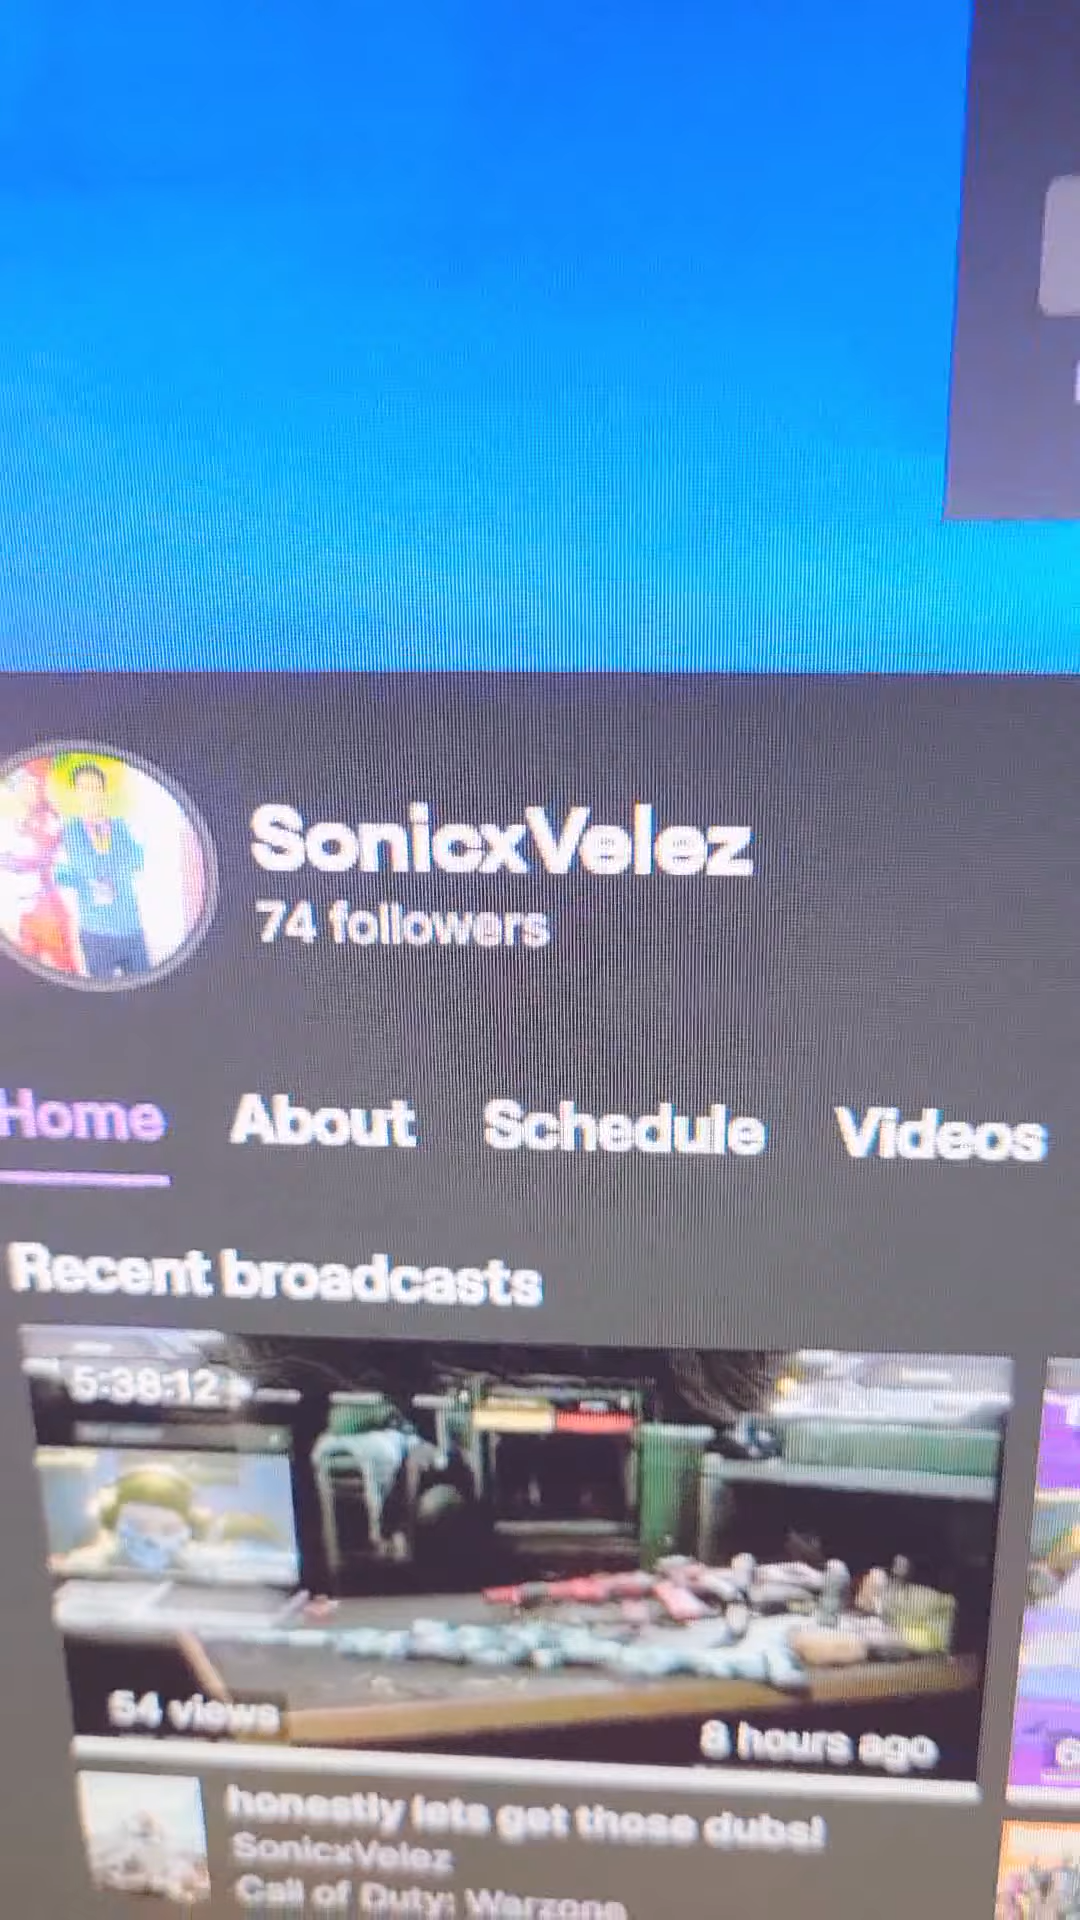 SonicxVelez
74 followers
Home About Schedule Videos
Recent broadcasts
5:38:12
54 views
8 hours ago
honestly lets get those dubs!
SonicxVelez
Call of Duty: Warzone